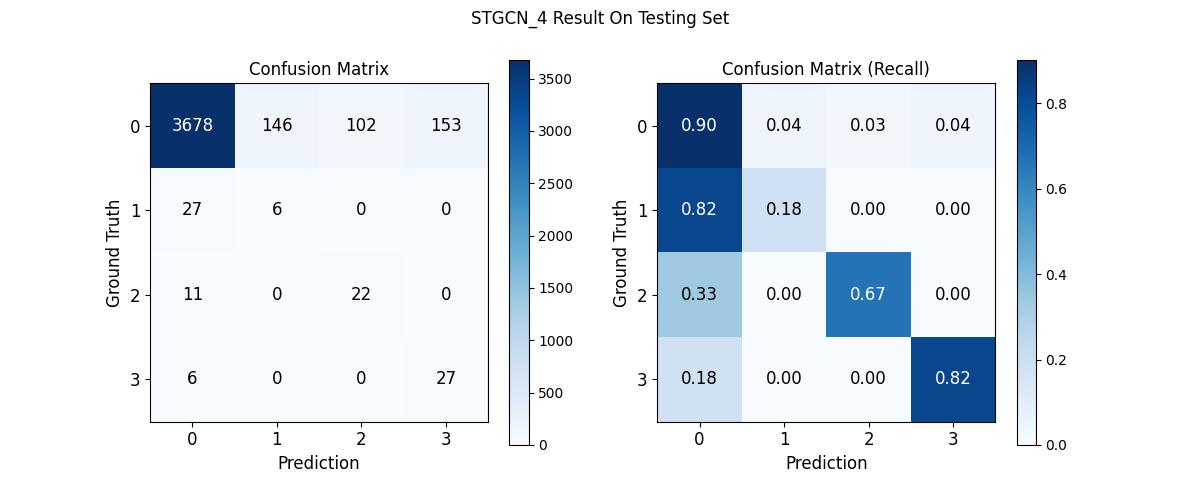 STGCN_4 Result On Testing Set
Confusion Matrix
Ground Truth
0 3678 146 102 153
1 27 6 0 0
2 11 0 22 0
3 6 0 0 27
0 1 2 3
Prediction
3500
3000
2500
2000
1500
1000
500
0
Confusion Matrix (Recall)
Ground Truth
0 0.90 0.04 0.03 0.04
1 0.82 0.18 0.00 0.00
2 0.33 0.00 0.67 0.00
3 0.18 0.00 0.00 0.82
0 1 2 3
Prediction
0.8
0.6
0.4
0.2
0.0